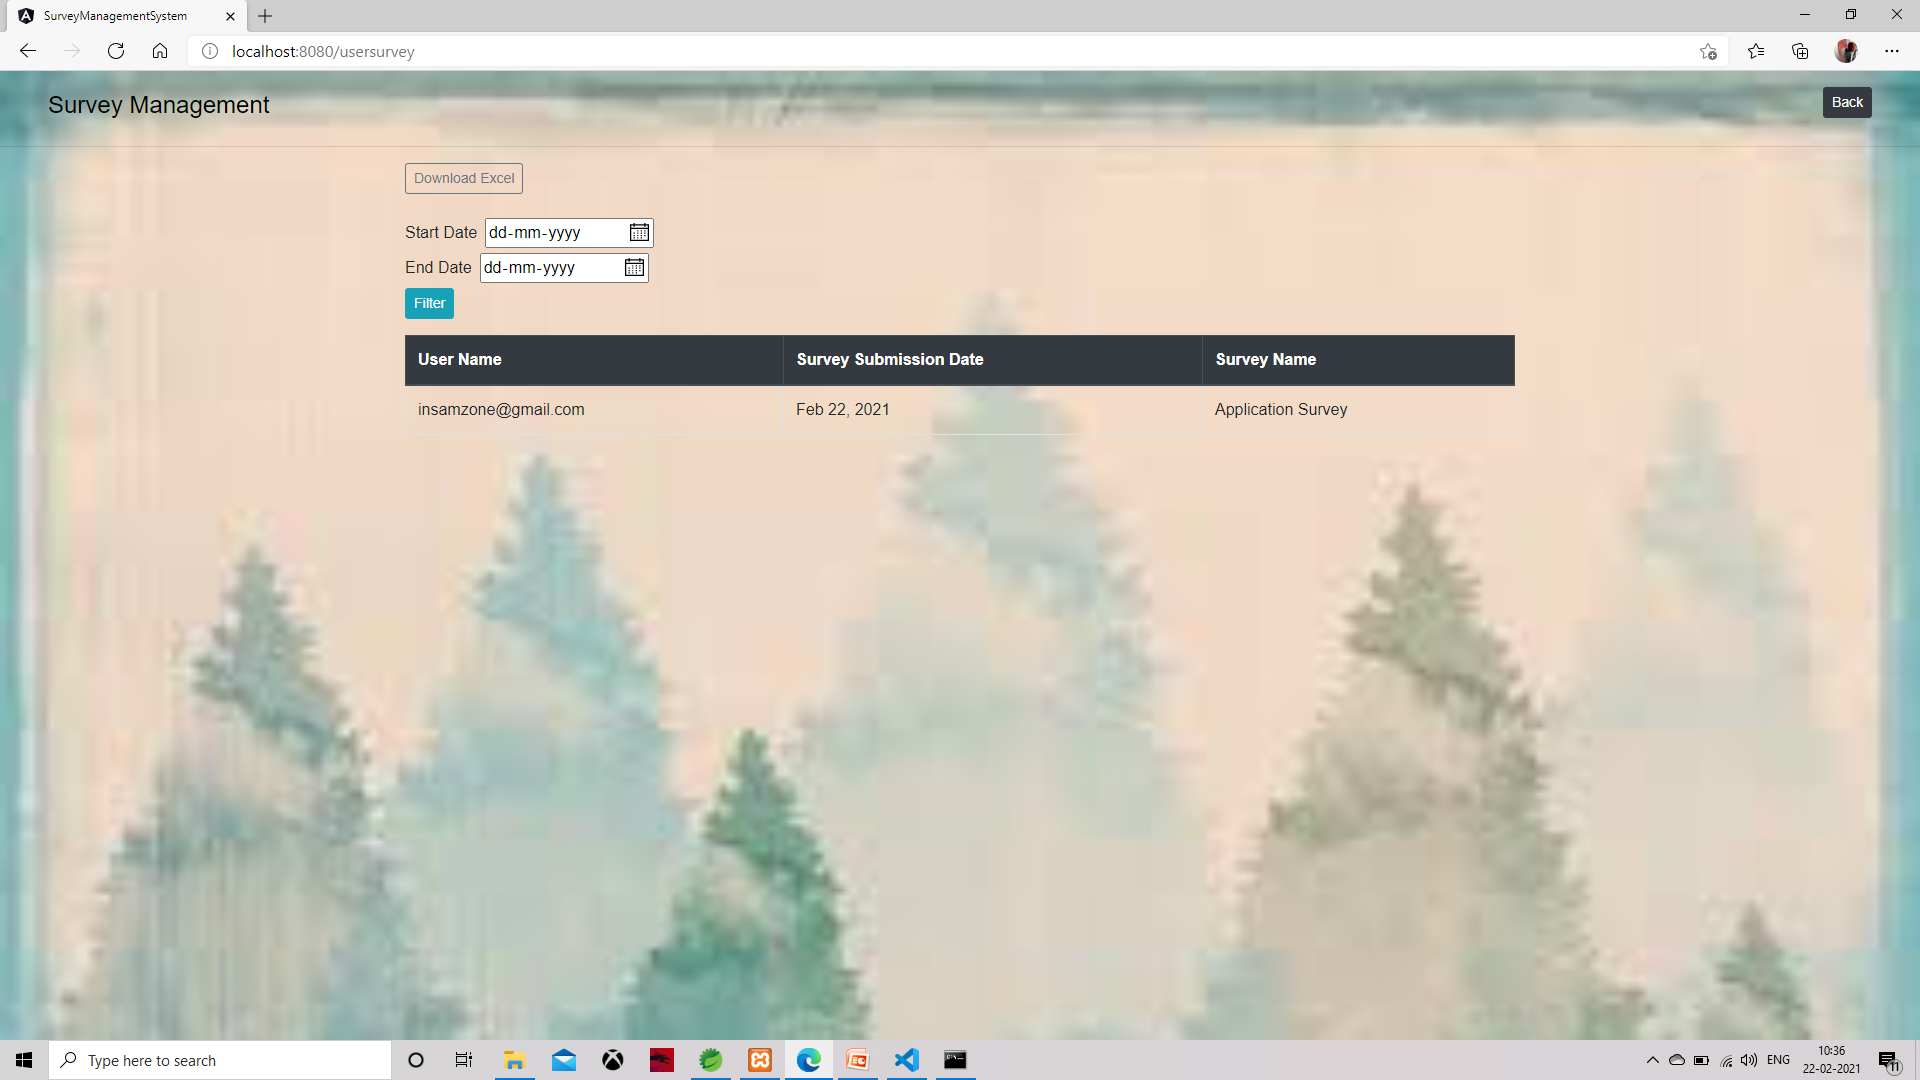 SurveyManagementSystem
localhost:8080/usersurvey
Survey Management
Back
Download Excel
Start Date dd-mm-yyyy
End Date dd-mm-yyyy
Filter
User Name Survey Submission Date Survey Name
insamzone@gmail.com Feb 22, 2021 Application Survey
Type here to search
ENG
10:36
22-02-2021
11